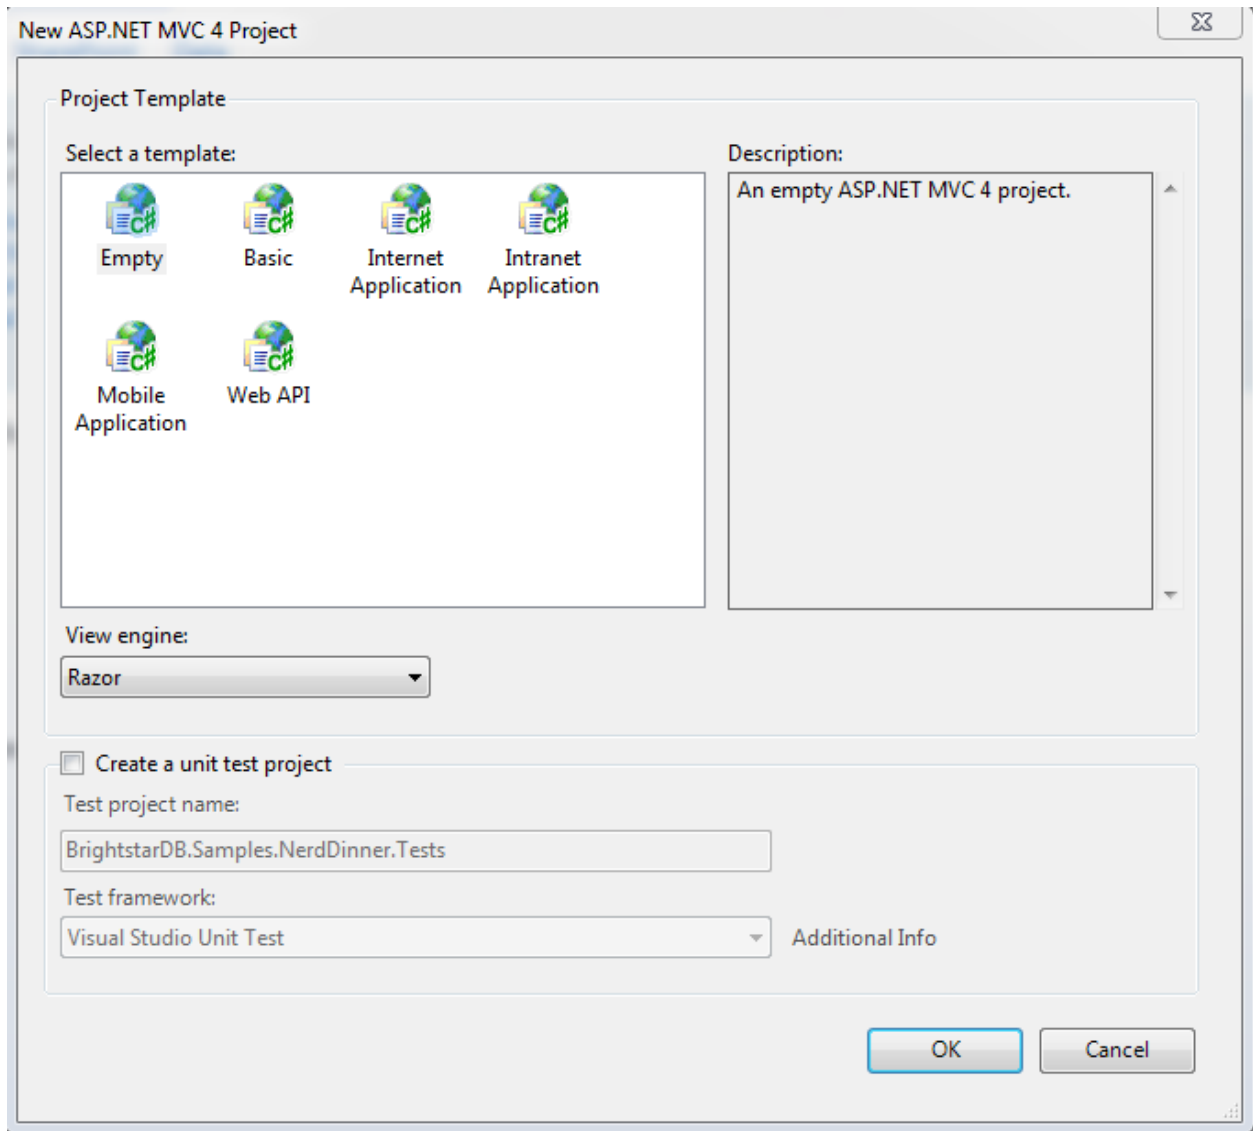 New ASP.NET MVC 4 Project
Project Template
Select a template:
Description:
An empty ASP.NET MVC 4 project.
C#
Empty
C#
Basic
C#
Internet
Application
C#
Intranet
Application
C#
Mobile
Application
C#
Web API
View engine:
Razor
Create a unit test project
Test project name:
BrightstarDB.Samples.NerdDinner.Tests
Test framework:
Visual Studio Unit Test
Additional Info
OK
Cancel